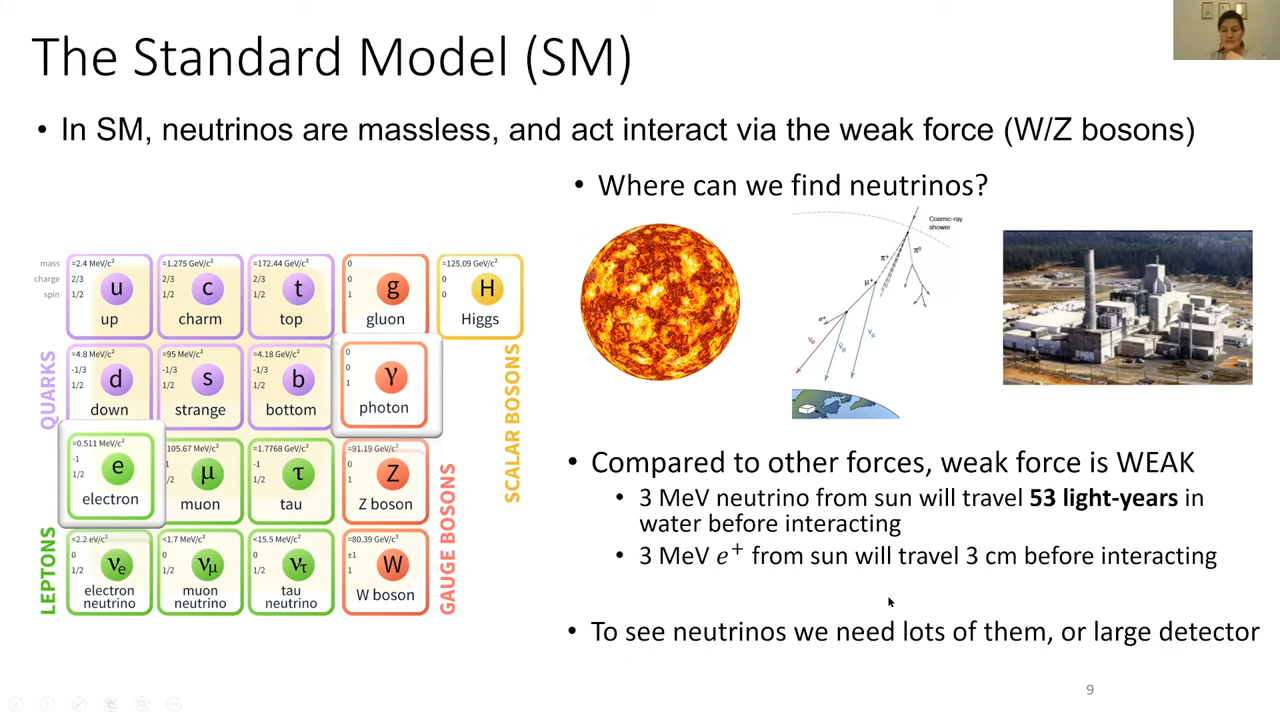 The Standard Model (SM)
• In SM, neutrinos are massless, and act interact via the weak force (W/Z bosons)
• Where can we find neutrinos?
Cosmic-ray
shower
π⁰
π⁺
μ⁺
e⁺
νe
ν̄μ
νμ
mass
charge
spin
≈2.4 MeV/c²
2/3
1/2
u
up
≈1.275 GeV/c²
2/3
1/2
c
charm
≈172.44 GeV/c²
2/3
1/2
t
top
0
0
1
g
gluon
≈125.09 GeV/c²
0
0
H
Higgs
QUARKS
≈4.8 MeV/c²
-1/3
1/2
d
down
≈95 MeV/c²
-1/3
1/2
s
strange
≈4.18 GeV/c²
-1/3
1/2
b
bottom
0
0
1
γ
photon
SCALAR BOSONS
≈0.511 MeV/c²
-1
1/2
e
electron
105.67 MeV/c²
1
1/2
μ
muon
≈1.7768 GeV/c²
-1
1/2
τ
tau
≈91.19 GeV/c²
0
1
Z
Z boson
GAUGE BOSONS
LEPTONS
<2.2 eV/c²
0
1/2
νe
electron
neutrino
<1.7 MeV/c²
0
1/2
νμ
muon
neutrino
<15.5 MeV/c²
0
1/2
ντ
tau
neutrino
≈80.39 GeV/c²
±1
1
W
W boson
• Compared to other forces, weak force is WEAK
• 3 MeV neutrino from sun will travel 53 light-years in
water before interacting
• 3 MeV e⁺ from sun will travel 3 cm before interacting
• To see neutrinos we need lots of them, or large detector
9